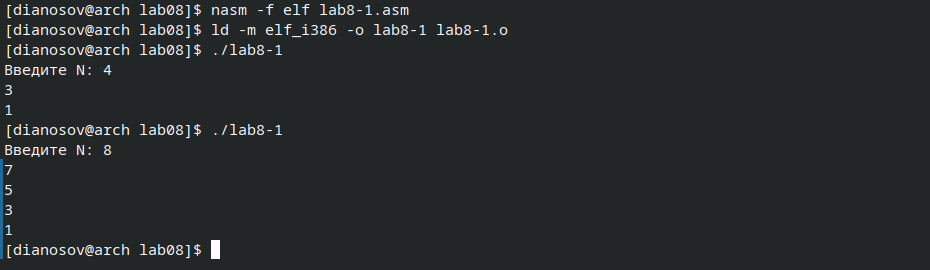 [dianosov@arch lab08]$ nasm -f elf lab8-1.asm
[dianosov@arch lab08]$ ld -m elf_i386 -o lab8-1 lab8-1.o
[dianosov@arch lab08]$ ./lab8-1
Введите N: 4
3
1
[dianosov@arch lab08]$ ./lab8-1
Введите N: 8
7
5
3
1
[dianosov@arch lab08]$